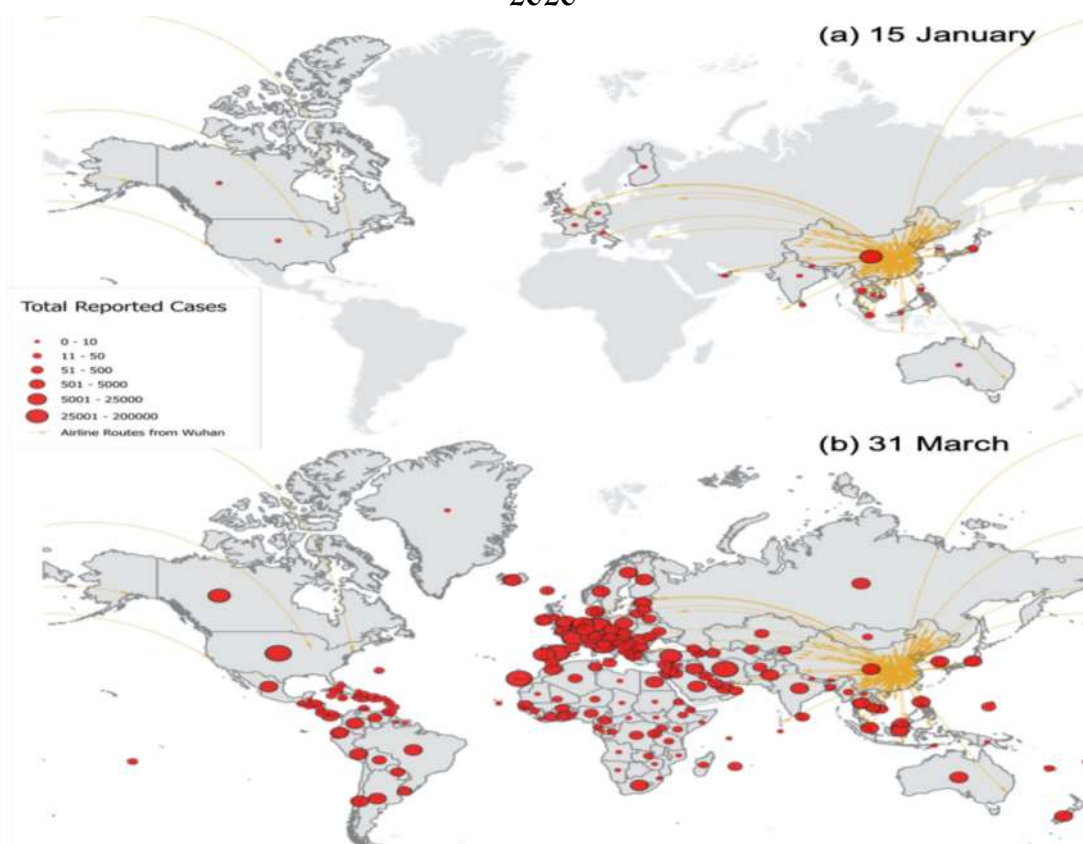 2020
(a) 15 January
Total Reported Cases
0 - 10
11 - 50
51 - 500
501 - 5000
5001 - 25000
25001 - 200000
Airline Routes from Wuhan
(b) 31 March